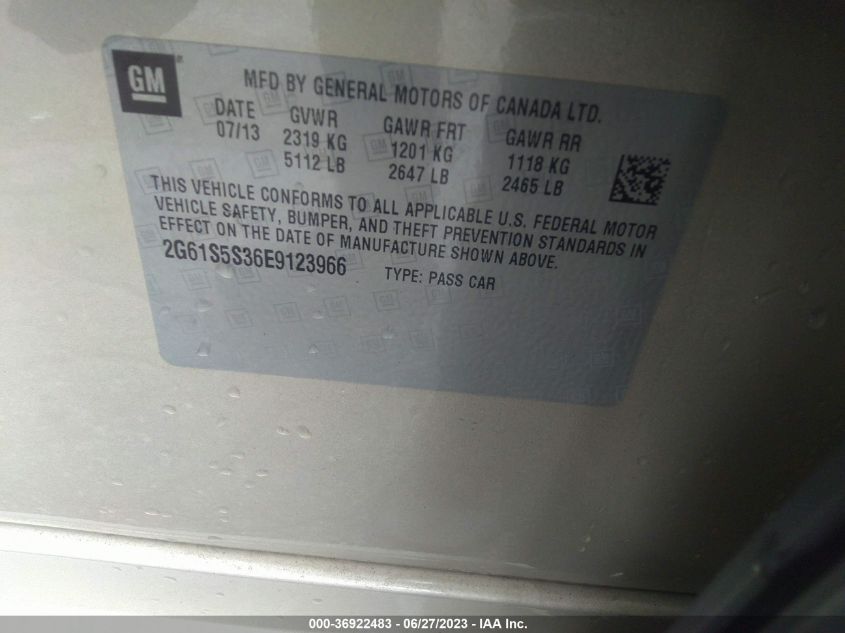 GM
MFD BY GENERAL MOTORS OF CANADA LTD.
DATE GVWR GAWR FRT GAWR RR
07/13 2319 KG 1201 KG 1118 KG
5112 LB 2647 LB 2465 LB
THIS VEHICLE CONFORMS TO ALL APPLICABLE U.S. FEDERAL MOTOR
VEHICLE SAFETY, BUMPER, AND THEFT PREVENTION STANDARDS IN
EFFECT ON THE DATE OF MANUFACTURE SHOWN ABOVE.
2G61S5S36E9123966 TYPE: PASS CAR
000-36922483 - 06/27/2023 - IAA Inc.